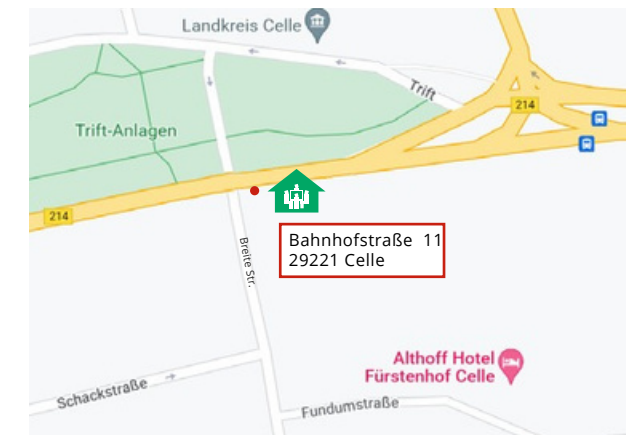 Landkreis Celle
Trift
214
Trift-Anlagen
214
Bahnhofstraße 11
29221 Celle
Breite Str.
Althoff Hotel
Fürstenhof Celle
Schackstraße
Fundumstraße